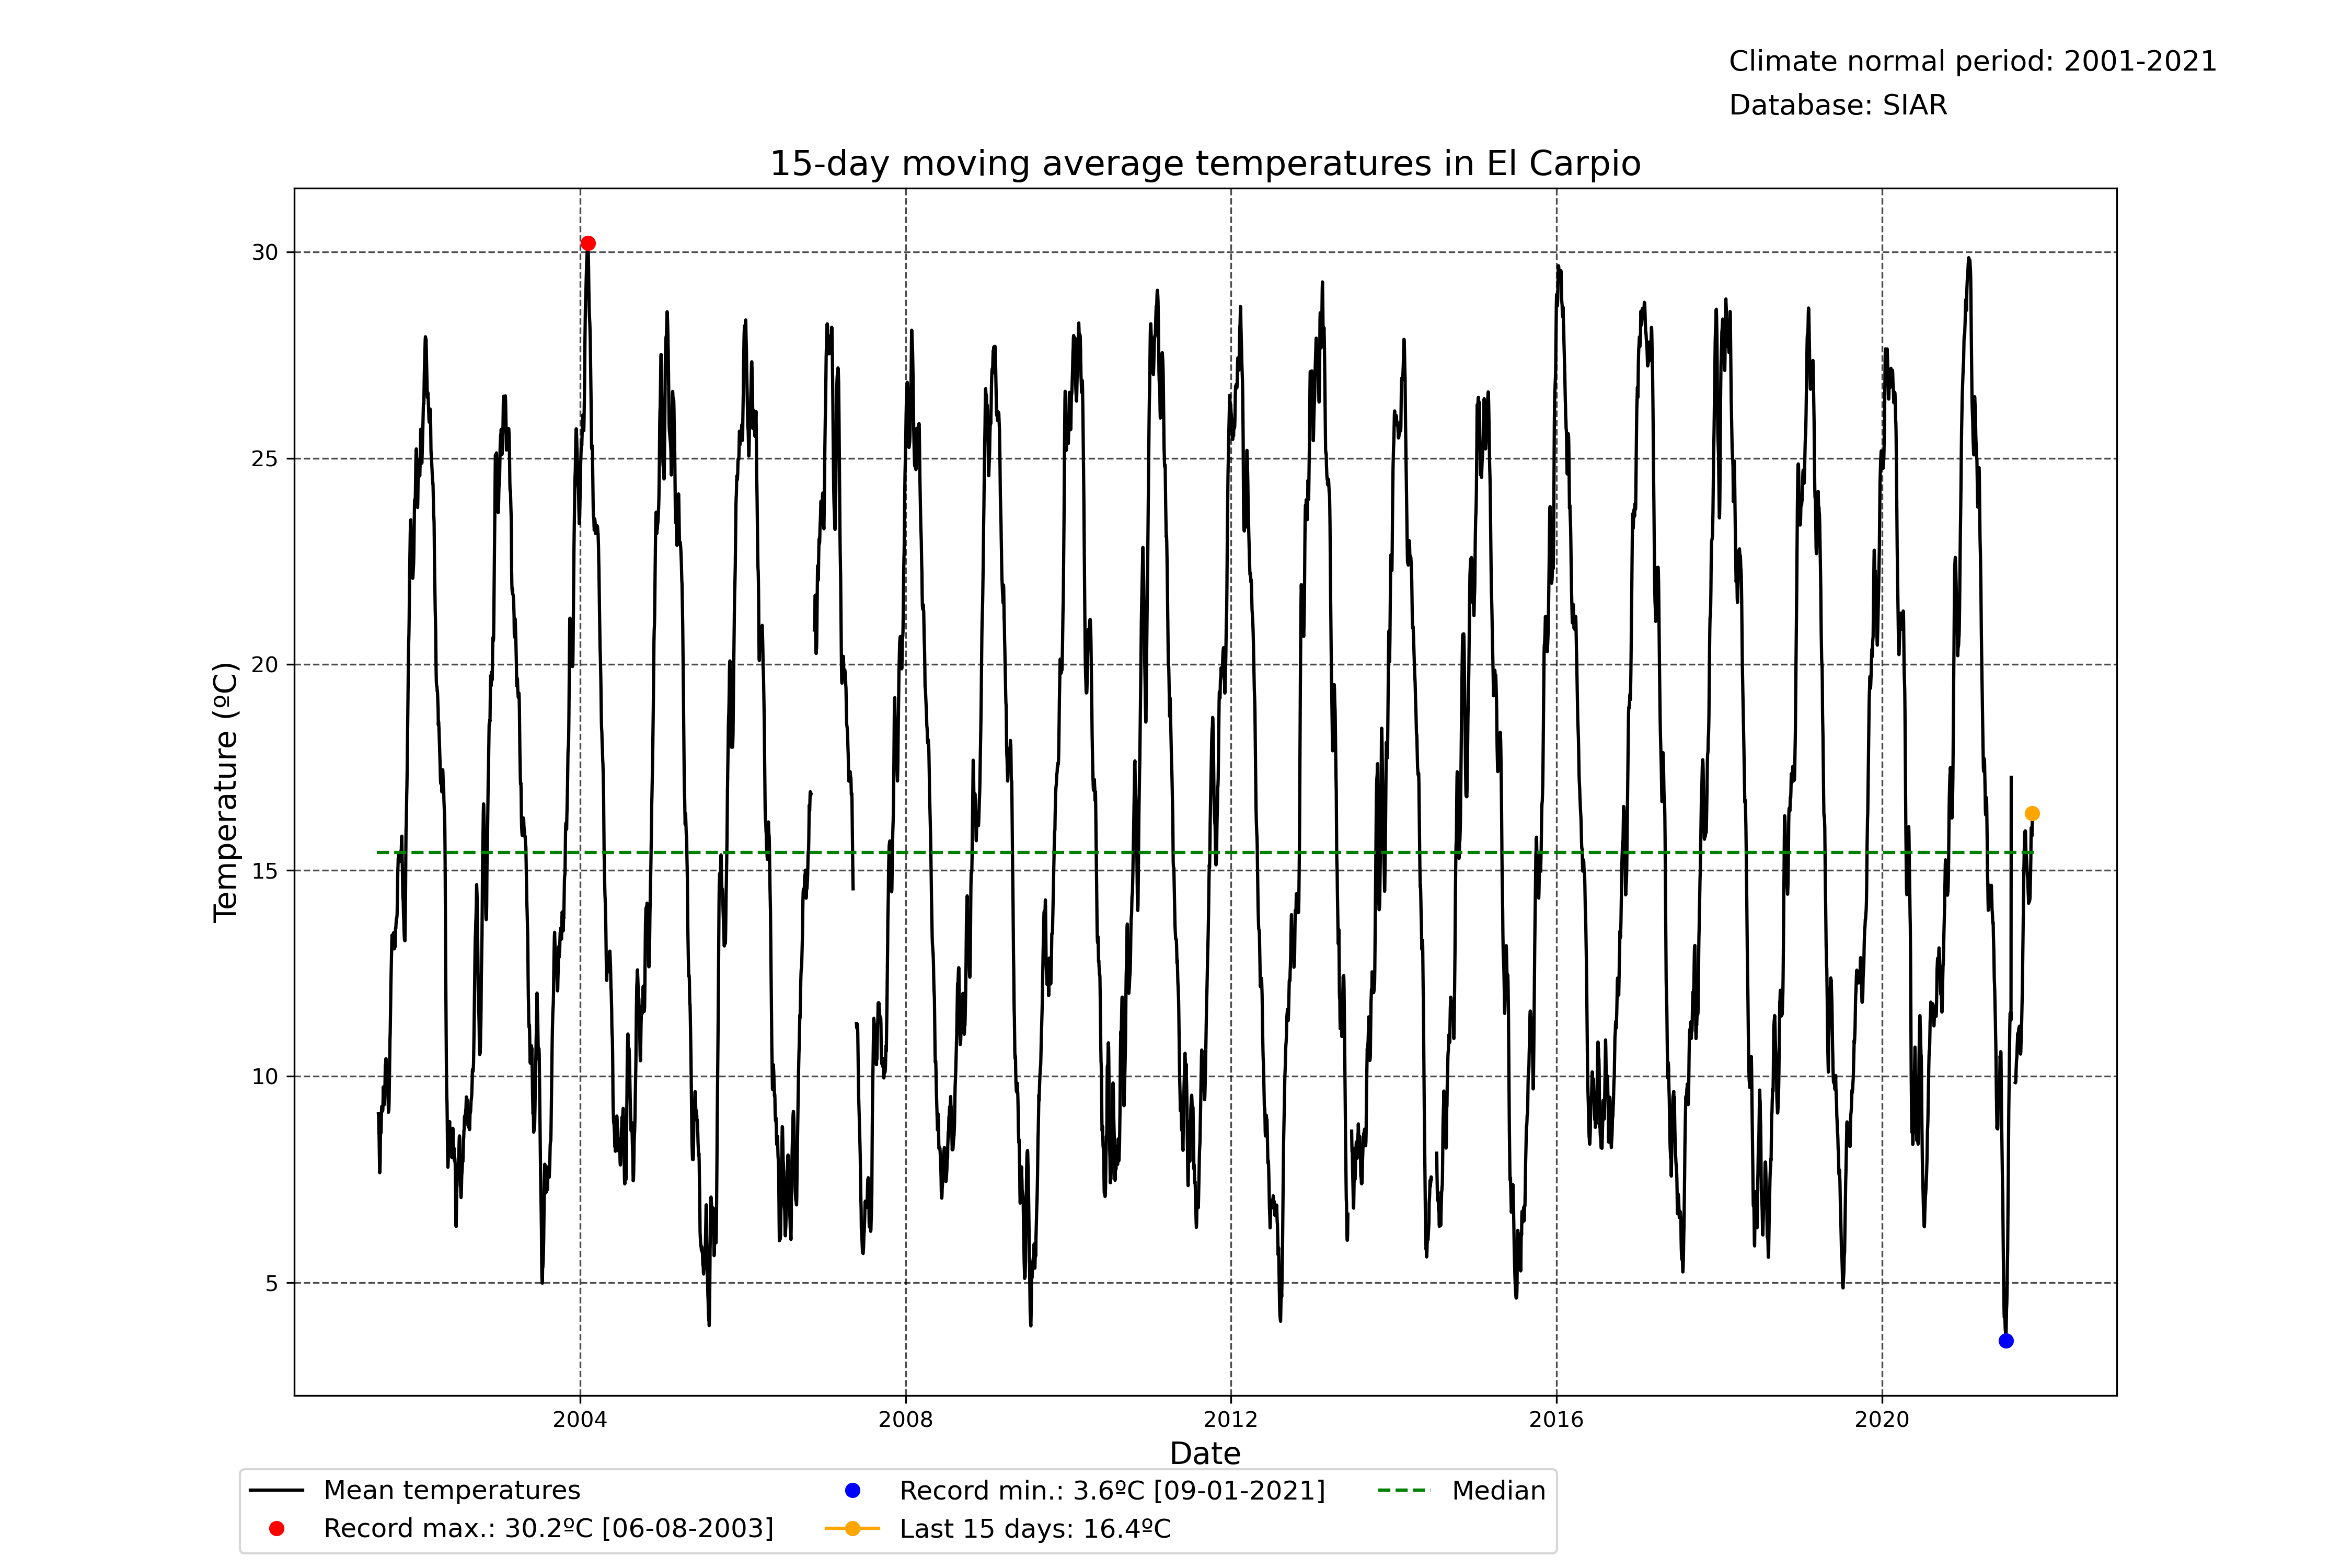 Climate normal period: 2001-2021
Database: SIAR
15-day moving average temperatures in El Carpio
30
25
20
15
10
5
Temperature (ºC)
2004 2008 2012 2016 2020
Date
Mean temperatures
Record max.: 30.2ºC [06-08-2003]
Record min.: 3.6ºC [09-01-2021]
Last 15 days: 16.4ºC
Median